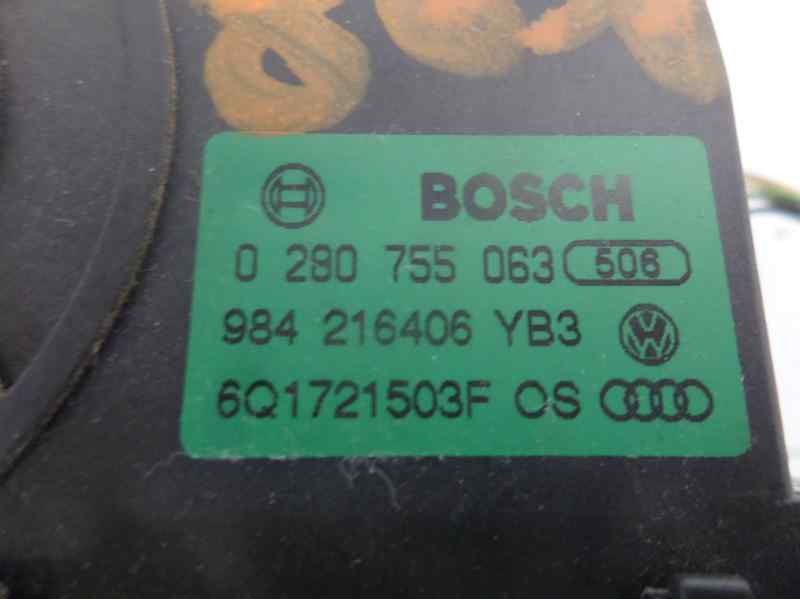 BOSCH
0 280 755 063 506
984 216406 YB3
6Q1721503F OS